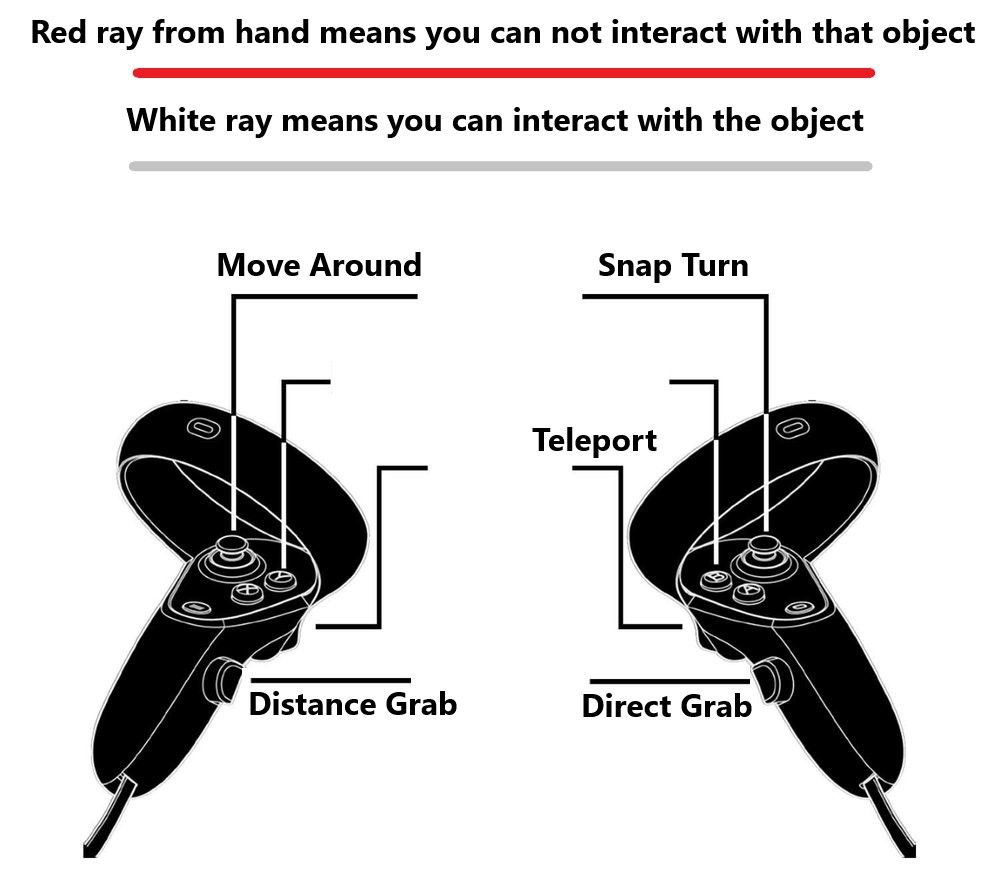 Red ray from hand means you can not interact with that object
White ray means you can interact with the object
Move Around
Snap Turn
Teleport
Y
X
B
A
Distance Grab
Direct Grab